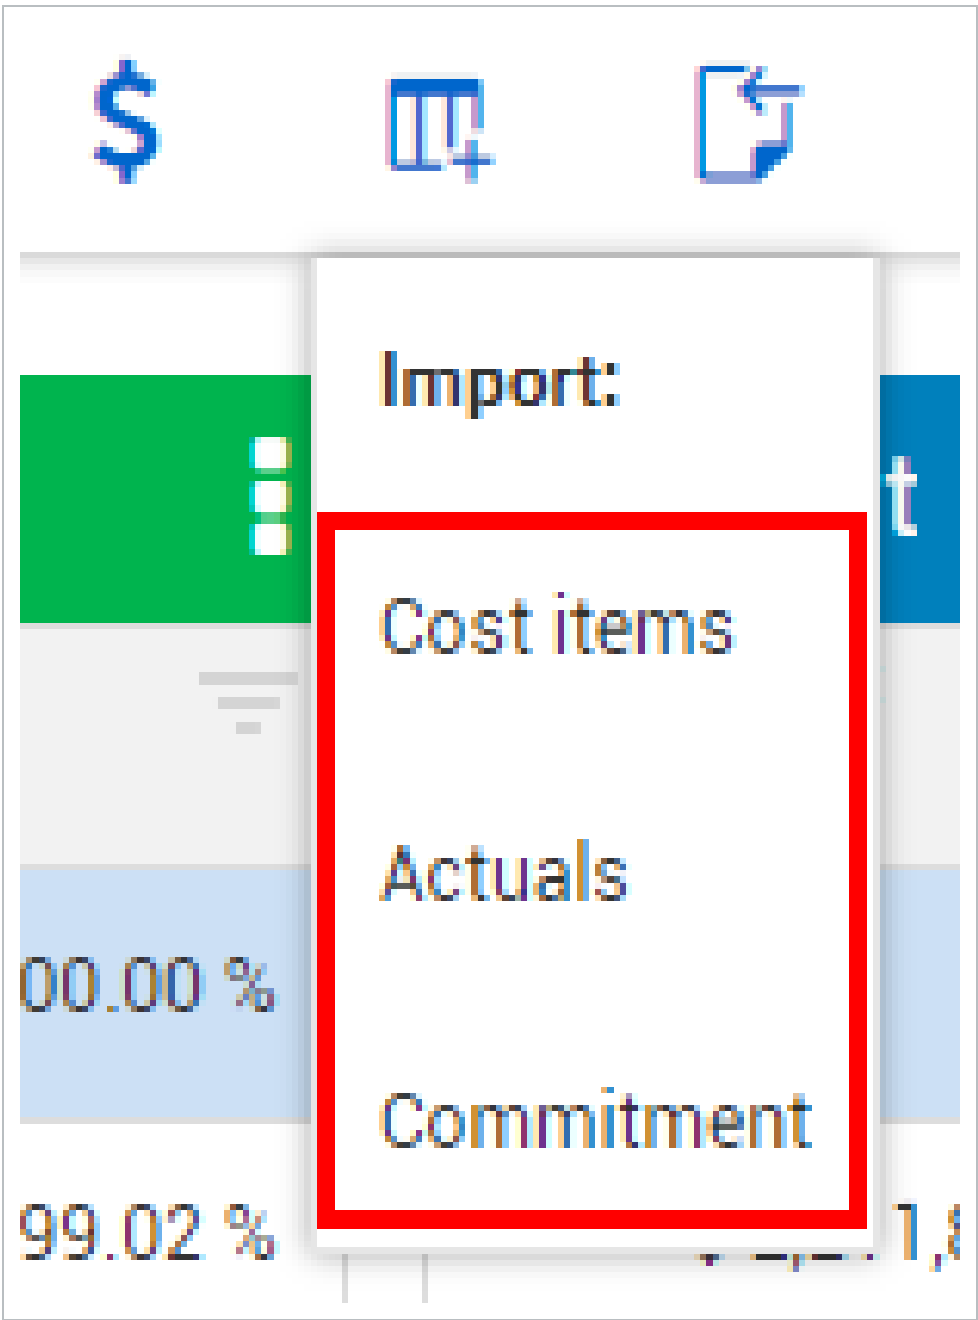 $
Import:
t
Cost items
Actuals
00.00 %
Commitment
99.02 %